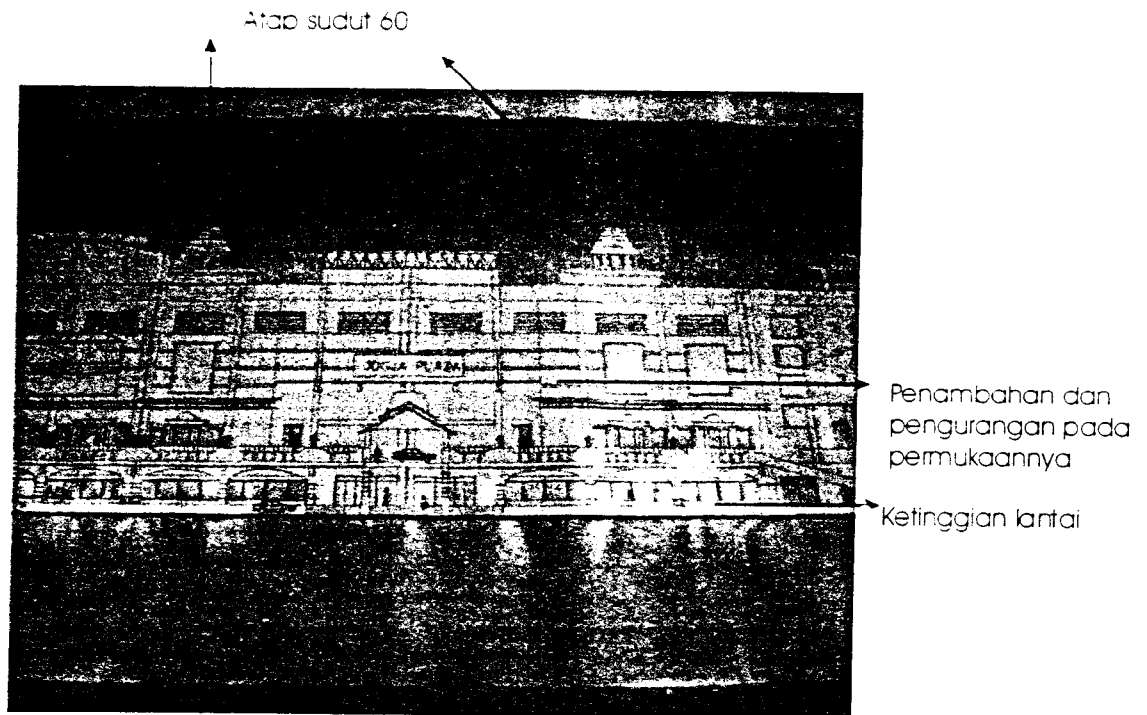 Atap sudut 60
JOGJA PLAZA
Penambahan dan
pengurangan pada
permukaannya
Ketinggian lantai